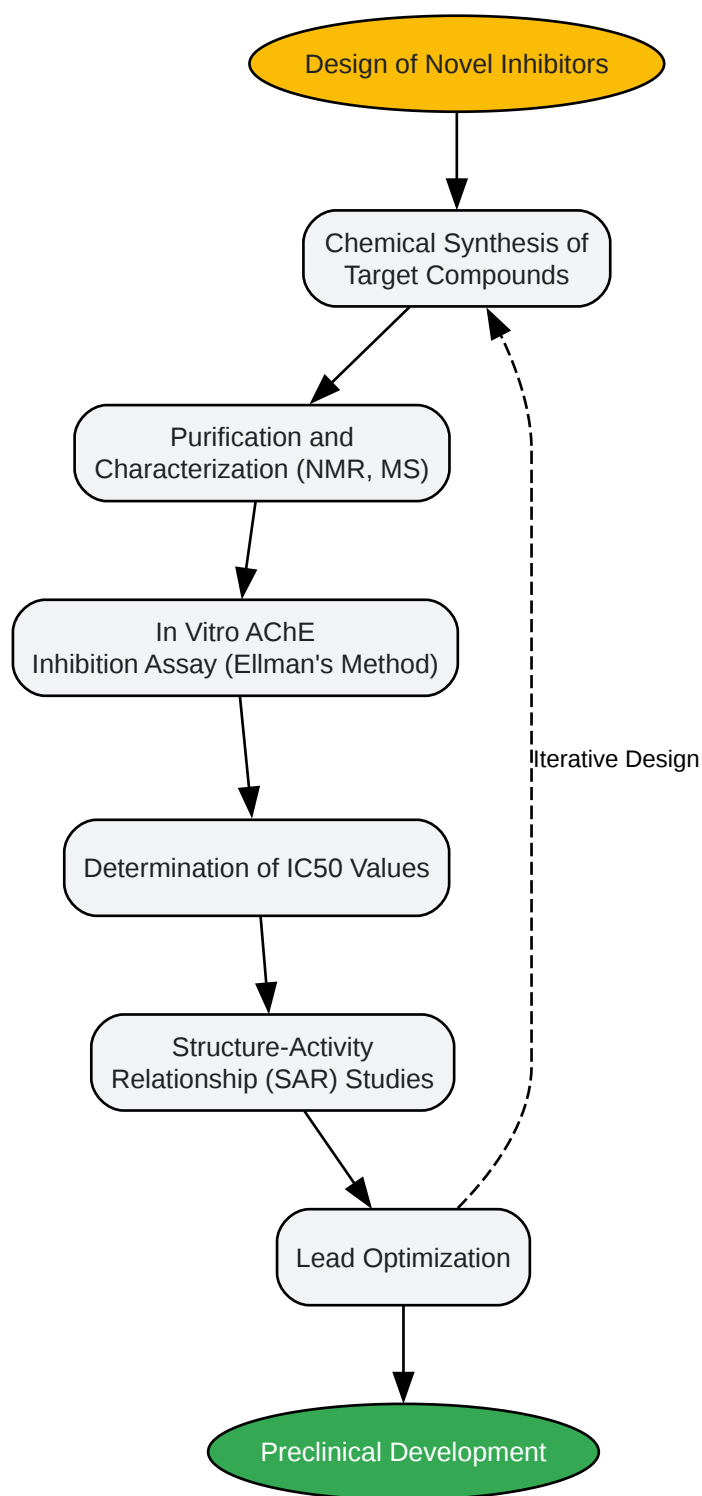 Design of Novel Inhibitors
Chemical Synthesis of
Target Compounds
Purification and
Characterization (NMR, MS)
In Vitro AChE
Inhibition Assay (Ellman's Method)
Iterative Design
Determination of IC50 Values
Structure-Activity
Relationship (SAR) Studies
Lead Optimization
Preclinical Development